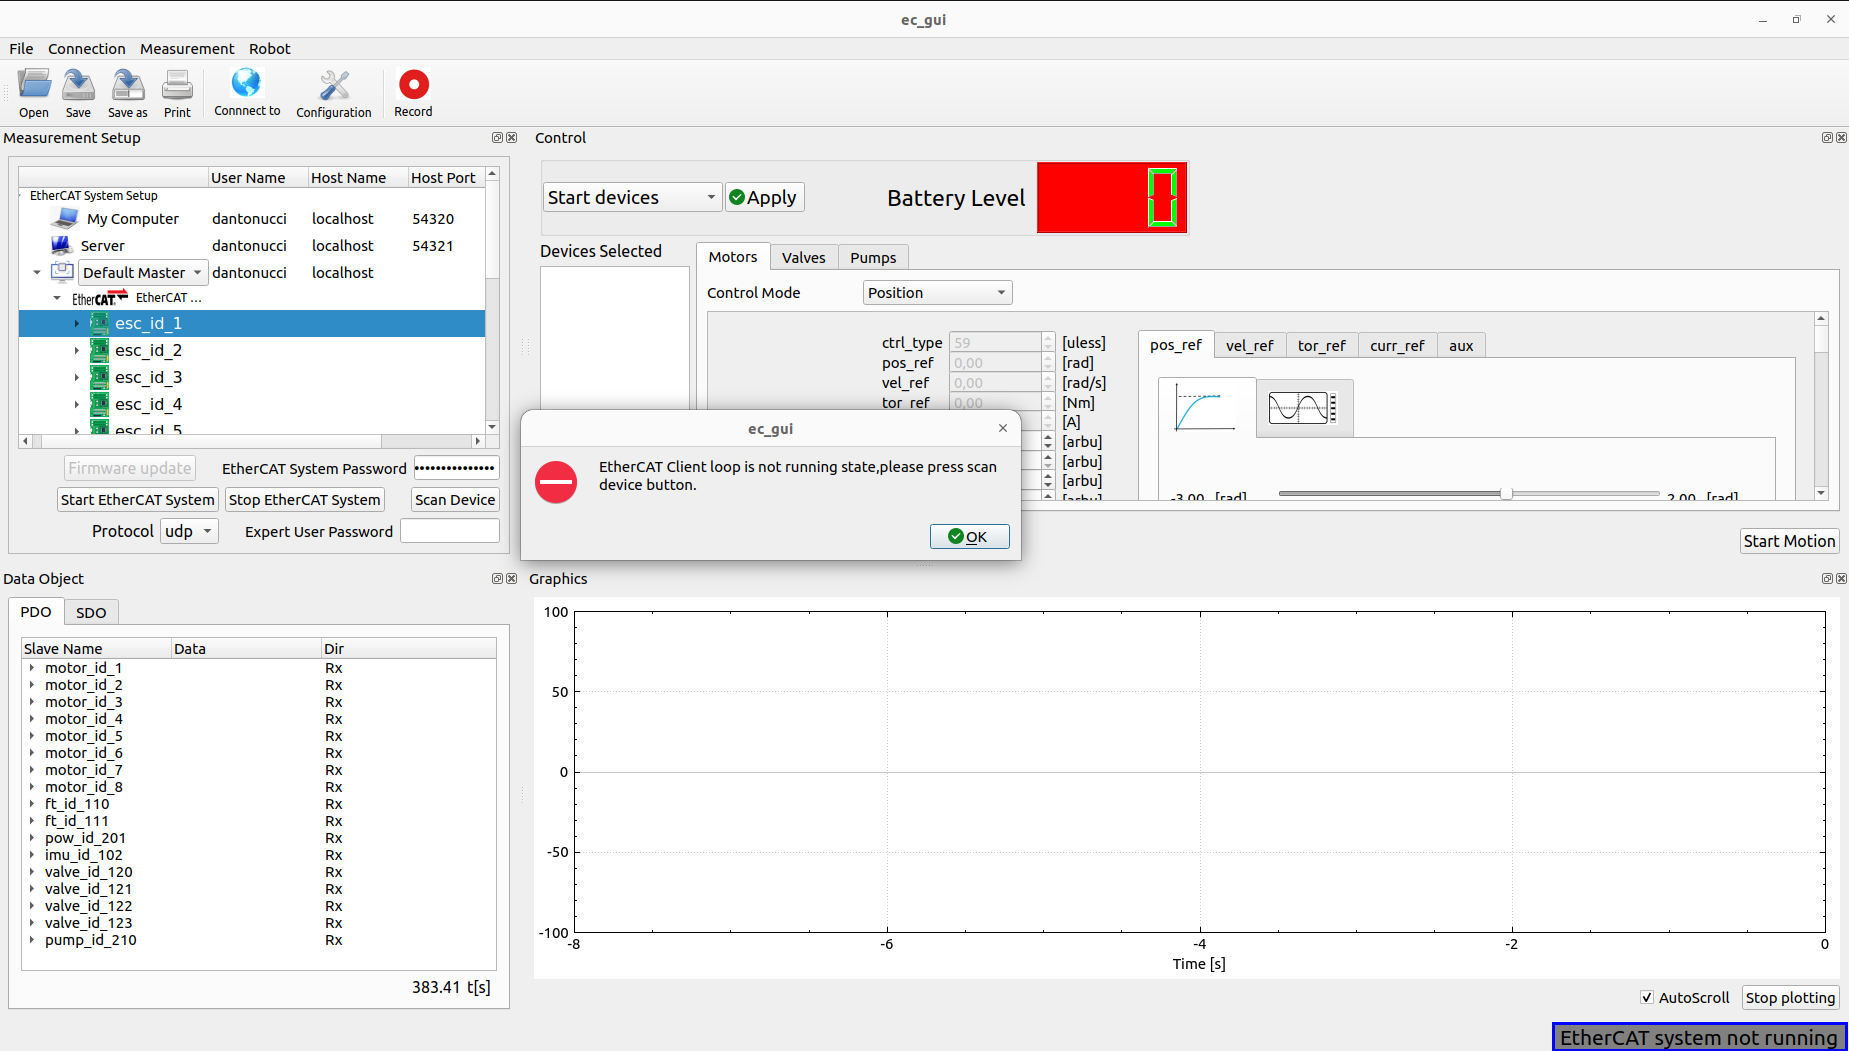 ec_gui
File Connection Measurement Robot
Open Save Save as Print Connnect to Configuration Record
Measurement Setup
User Name Host Name Host Port
EtherCAT System Setup
My Computer dantonucci localhost 54320
Server dantonucci localhost 54321
Default Master dantonucci localhost
EtherCAT EtherCAT ...
esc_id_1
esc_id_2
esc_id_3
esc_id_4
esc_id_5
Firmware update EtherCAT System Password
Start EtherCAT System Stop EtherCAT System Scan Device
Protocol udp Expert User Password
Control
Start devices Apply Battery Level 0
Devices Selected
Motors Valves Pumps
Control Mode Position
ctrl_type 59 [uless]
pos_ref 0,00 [rad]
vel_ref 0,00 [rad/s]
tor_ref 0,00 [Nm]
[A]
[arbu]
[arbu]
[arbu]
[arbu]
pos_ref vel_ref tor_ref curr_ref aux
-3.00 [rad] 2.00 [rad]
ec_gui
EtherCAT Client loop is not running state,please press scan
device button.
OK
Start Motion
Data Object
PDO SDO
Slave Name Data Dir
motor_id_1 Rx
motor_id_2 Rx
motor_id_3 Rx
motor_id_4 Rx
motor_id_5 Rx
motor_id_6 Rx
motor_id_7 Rx
motor_id_8 Rx
ft_id_110 Rx
ft_id_111 Rx
pow_id_201 Rx
imu_id_102 Rx
valve_id_120 Rx
valve_id_121 Rx
valve_id_122 Rx
valve_id_123 Rx
pump_id_210 Rx
383.41 t[s]
Graphics
100
50
0
-50
-100
-8 -6 -4 -2 0
Time [s]
AutoScroll Stop plotting
EtherCAT system not running